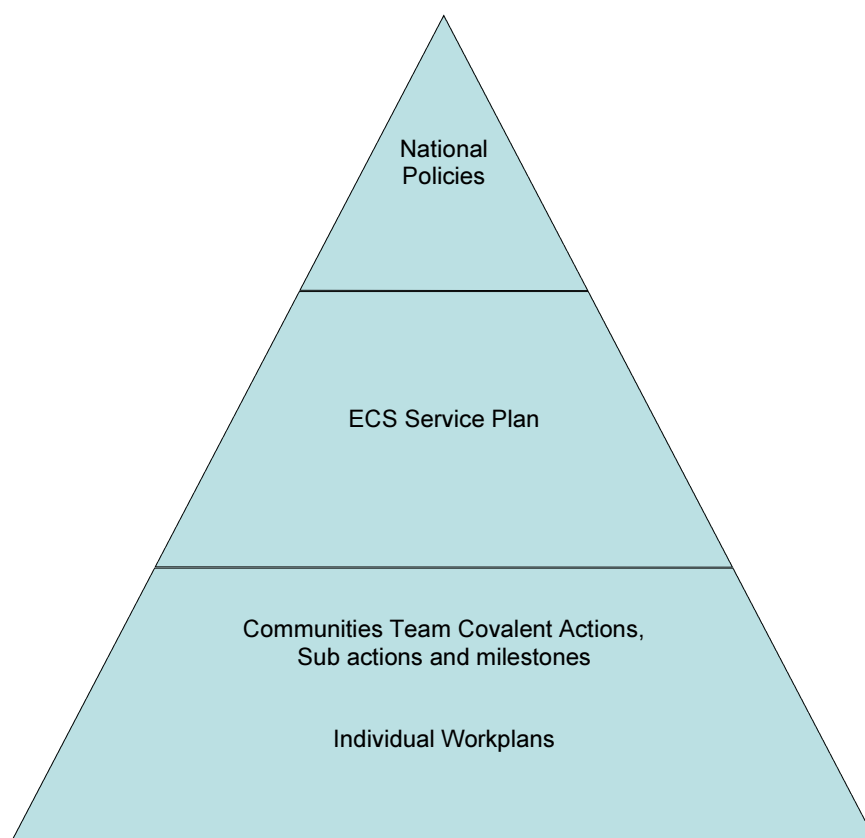 National
Policies
ECS Service Plan
Communities Team Covalent Actions,
Sub actions and milestones
Individual Workplans